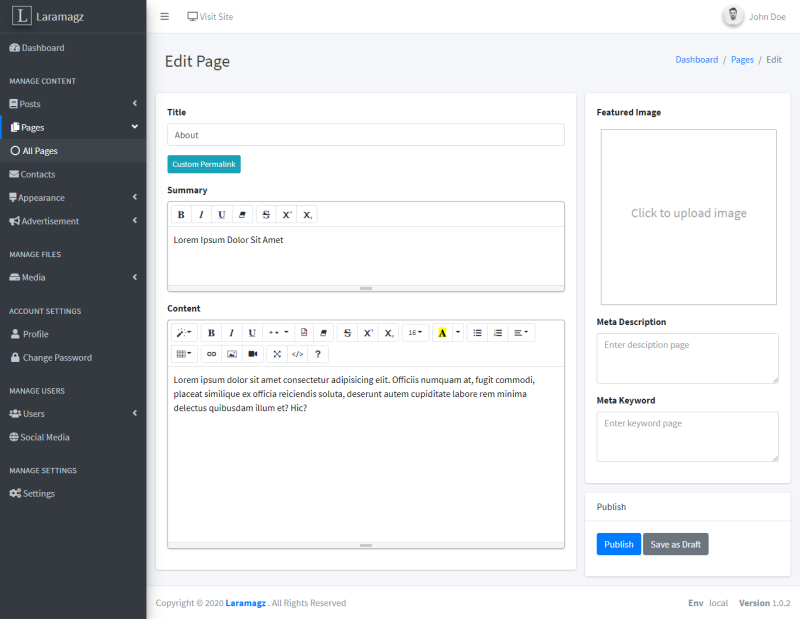 L Laramagz
Visit Site
John Doe
Dashboard
MANAGE CONTENT
Posts
Pages
All Pages
Contacts
Appearance
Advertisement
MANAGE FILES
Media
ACCOUNT SETTINGS
Profile
Change Password
MANAGE USERS
Users
Social Media
MANAGE SETTINGS
Settings
Edit Page
Dashboard / Pages / Edit
Title
About
Custom Permalink
Summary
B I U S X² X₂
Lorem Ipsum Dolor Sit Amet
Content
B I U S X² X₂ 16 A
</> ?
Lorem ipsum dolor sit amet consectetur adipisicing elit. Officiis numquam at, fugit commodi,
placeat similique ex officia reiciendis soluta, deserunt autem cupiditate labore rem minima
delectus quibusdam illum et? Hic?
Featured Image
Click to upload image
Meta Description
Enter desciption page
Meta Keyword
Enter keyword page
Publish
Publish Save as Draft
Copyright © 2020 Laramagz . All Rights Reserved
Env local Version 1.0.2